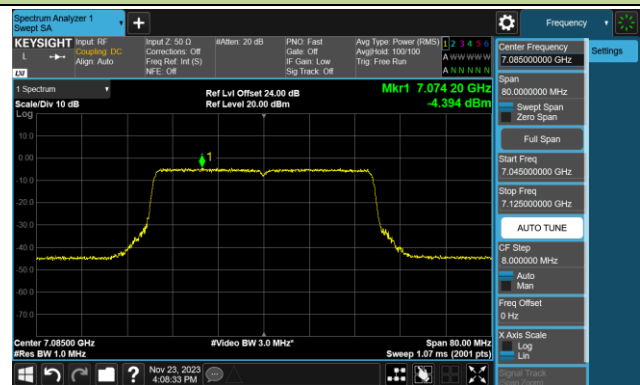 Spectrum Analyzer 1
Swept SA
Frequency
KEYSIGHT
L
LXI
Input: RF
Coupling: DC
Align: Auto
Input Z: 50 Ω
Corrections: Off
Freq Ref: Int (S)
NFE: Off
#Atten: 20 dB
PNO: Fast
Gate: Off
IF Gain: Low
Sig Track: Off
Avg Type: Power (RMS)
Avg|Hold: 100/100
Trig: Free Run
1 2 3 4 5 6
A W W W W W
A N N N N N
1 Spectrum
Scale/Div 10 dB
Log
Ref Lvl Offset 24.00 dB
Ref Level 20.00 dBm
Mkr1 7.074 20 GHz
-4.394 dBm
1
10.0
0.00
-10.0
-20.0
-30.0
-40.0
-50.0
-60.0
-70.0
Center 7.08500 GHz
#Res BW 1.0 MHz
#Video BW 3.0 MHz*
Span 80.00 MHz
Sweep 1.07 ms (2001 pts)
Nov 23, 2023
4:08:33 PM
Center Frequency
7.085000000 GHz
Settings
Span
80.0000000 MHz
Swept Span
Zero Span
Full Span
Start Freq
7.045000000 GHz
Stop Freq
7.125000000 GHz
AUTO TUNE
CF Step
8.000000 MHz
Auto
Man
Freq Offset
0 Hz
X Axis Scale
Log
Lin
Signal Track
(Span Zoom)